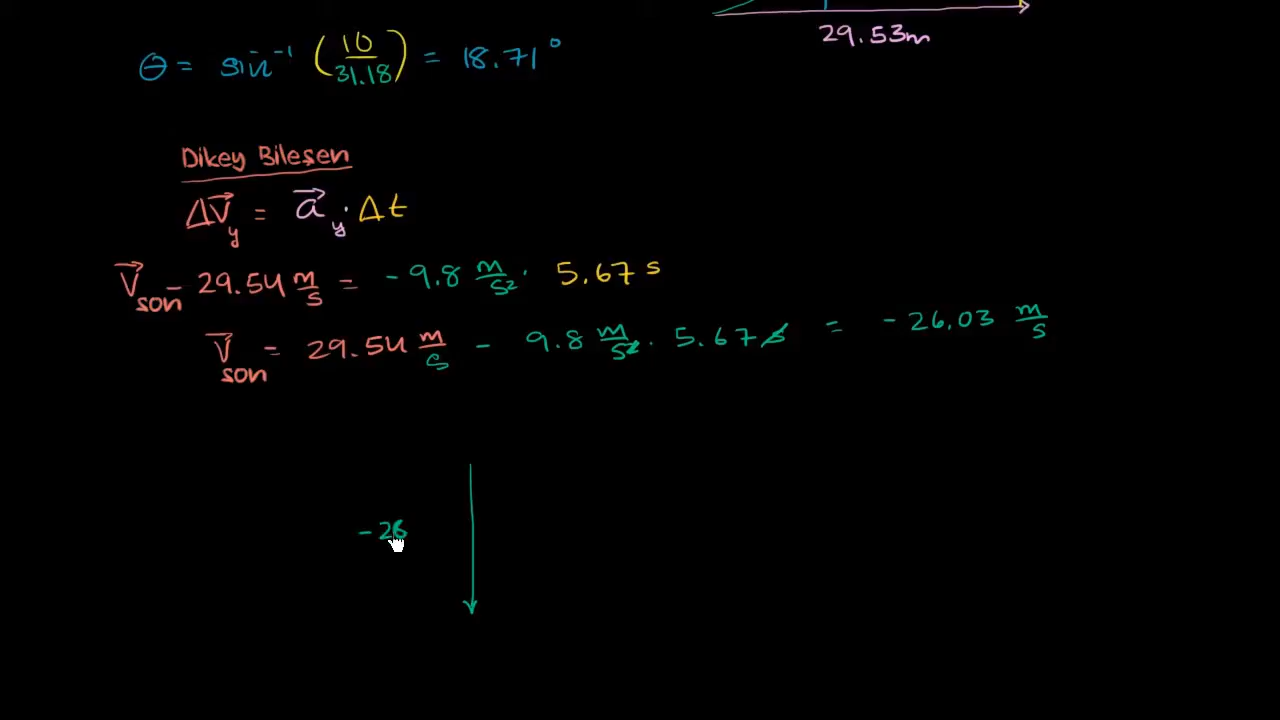 29.53m
θ = sin⁻¹ (10/31.18) = 18.71°
Dikey Bileşen
ΔV⃗y = a⃗y · Δt
V⃗son - 29.54 m/s = -9.8 m/s² · 5.67 s
V⃗son = 29.54 m/s - 9.8 m/s² · 5.67 s = -26.03 m/s
-26